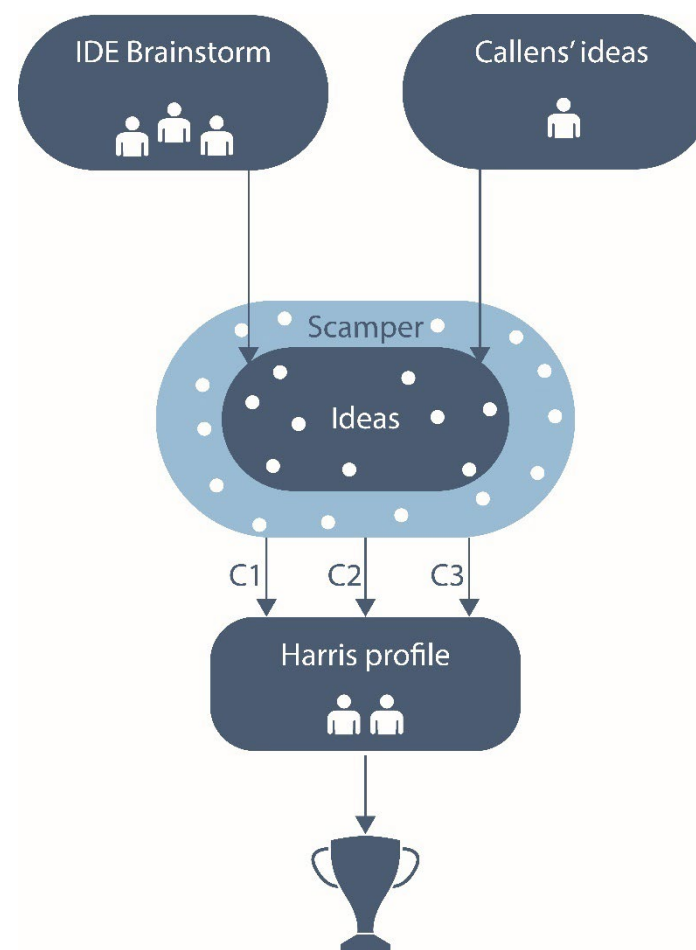 IDE Brainstorm
Callens' ideas
Scamper
Ideas
C1
C2
C3
Harris profile